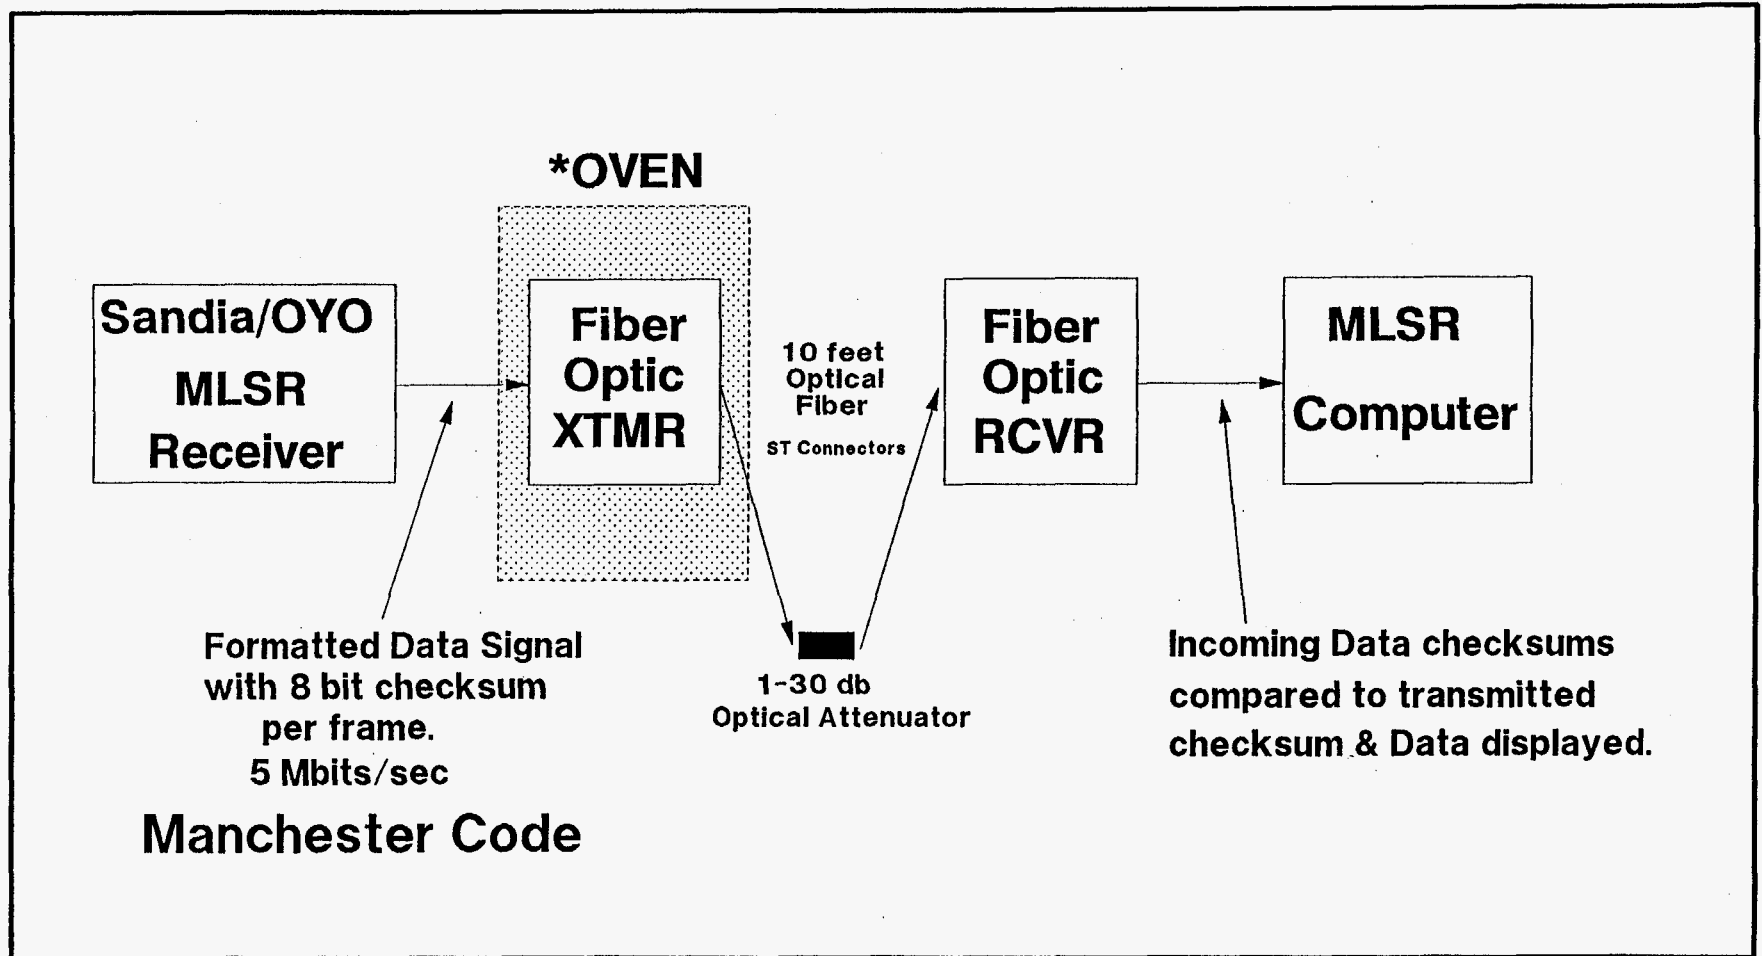 *OVEN
Sandia/OYO
MLSR
Receiver
Fiber
Optic
XTMR
10 feet
Optical
Fiber
ST Connectors
Fiber
Optic
RCVR
MLSR
Computer
Formatted Data Signal
with 8 bit checksum
per frame.
5 Mbits/sec
Manchester Code
1-30 db
Optical Attenuator
Incoming Data checksums
compared to transmitted
checksum & Data displayed.